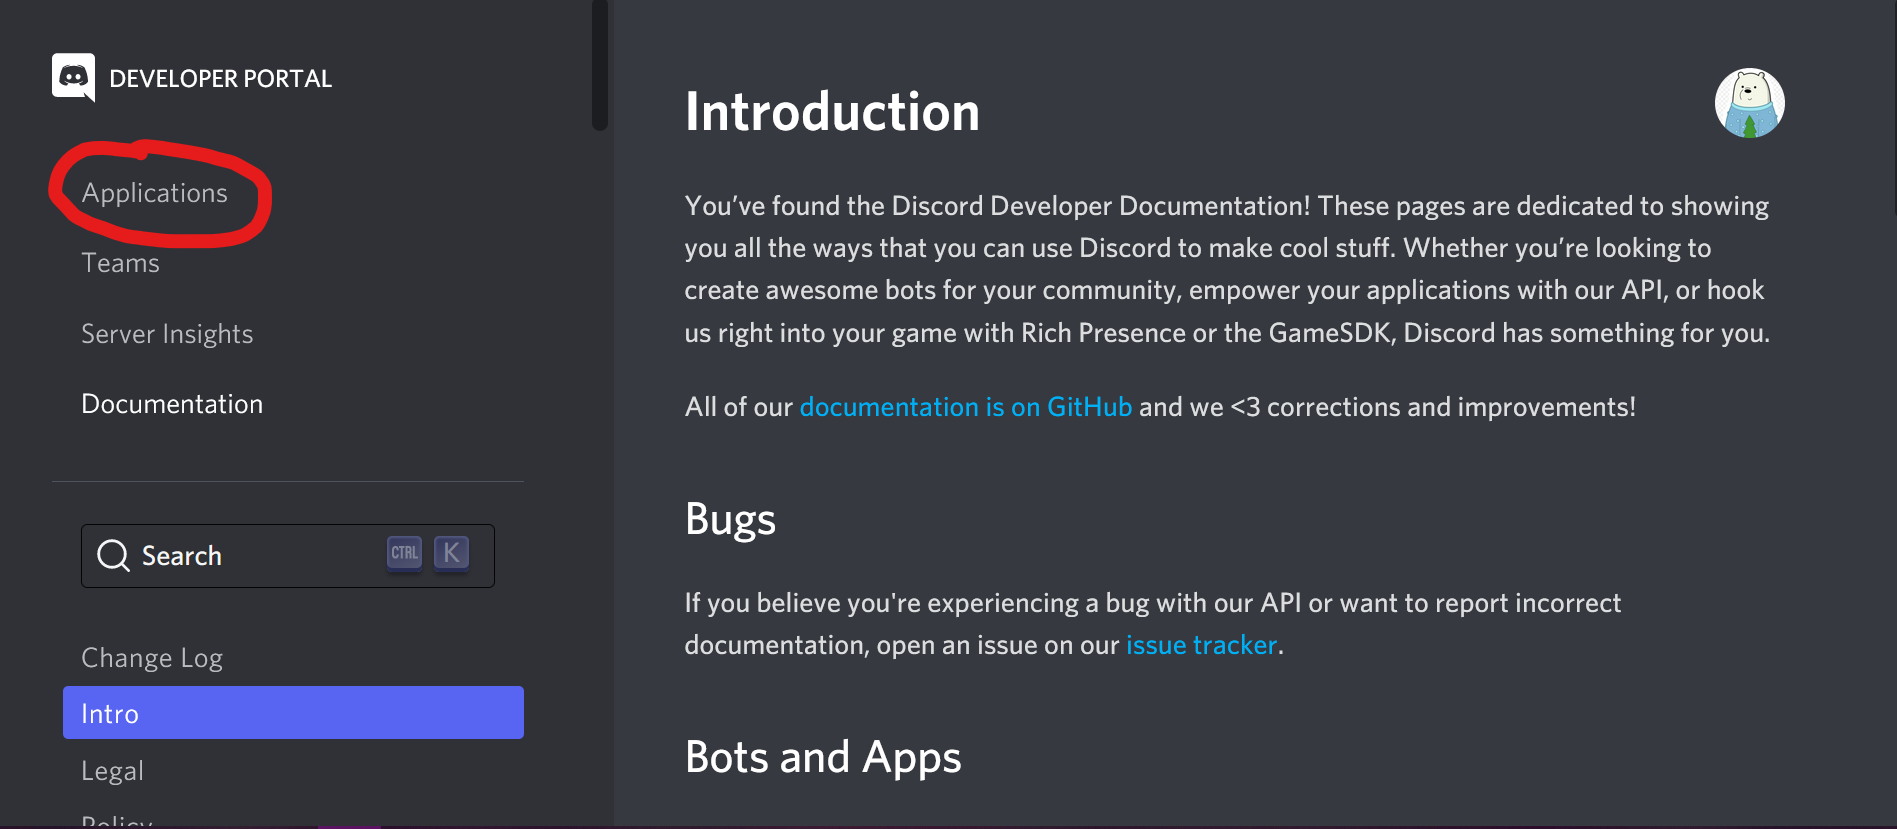 DEVELOPER PORTAL
Applications
Teams
Server Insights
Documentation
Search CTRL K
Change Log
Intro
Legal
Policy
Introduction
You’ve found the Discord Developer Documentation! These pages are dedicated to showing
you all the ways that you can use Discord to make cool stuff. Whether you’re looking to
create awesome bots for your community, empower your applications with our API, or hook
us right into your game with Rich Presence or the GameSDK, Discord has something for you.
All of our documentation is on GitHub and we <3 corrections and improvements!
Bugs
If you believe you're experiencing a bug with our API or want to report incorrect
documentation, open an issue on our issue tracker.
Bots and Apps